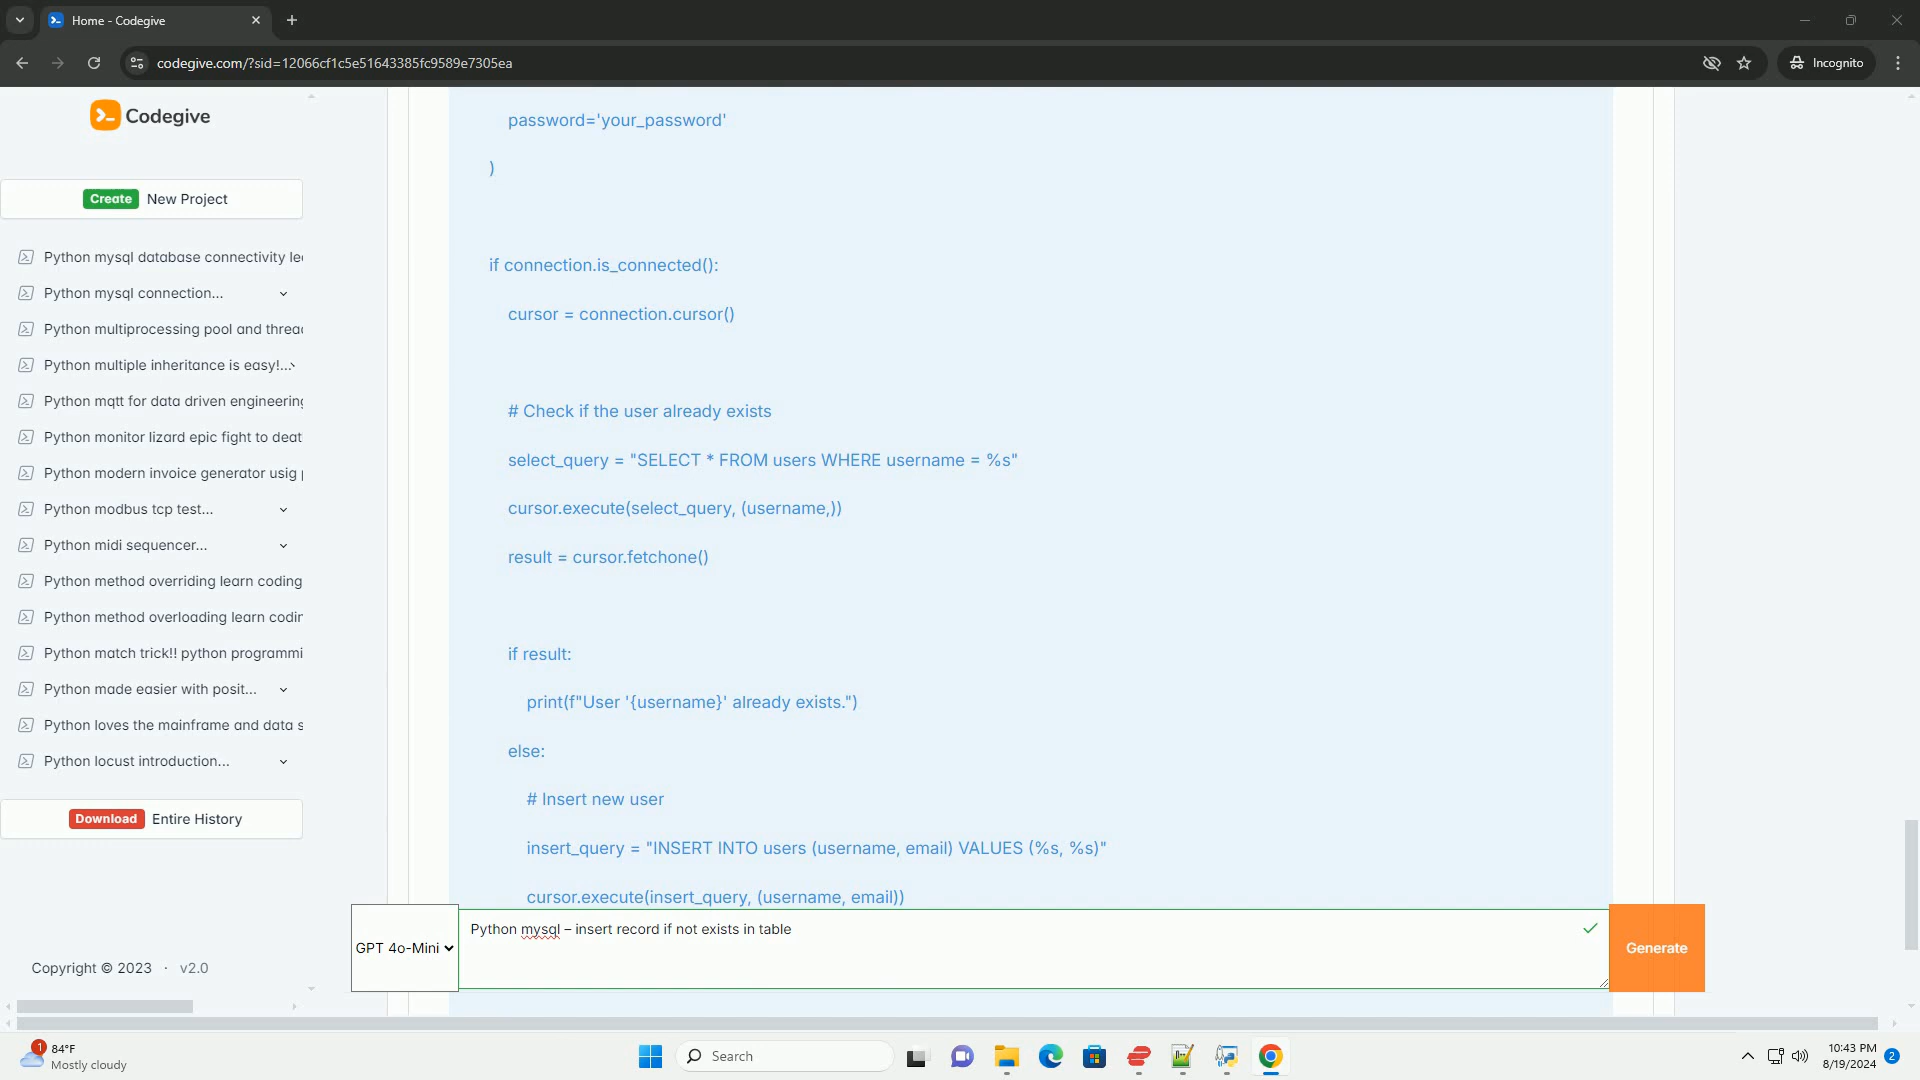 Home - Codegive
codegive.com/?sid=12066cf1c5e51643385fc9589e7305ea
Incognito
Codegive
Create New Project
Python mysql database connectivity le
Python mysql connection...
Python multiprocessing pool and threa
Python multiple inheritance is easy!...
Python mqtt for data driven engineering
Python monitor lizard epic fight to deat
Python modern invoice generator usig
Python modbus tcp test...
Python midi sequencer...
Python method overriding learn coding
Python method overloading learn codin
Python match trick!! python programmi
Python made easier with posit...
Python loves the mainframe and data s
Python locust introduction...
Download Entire History
Copyright © 2023 · v2.0
password='your_password'
)
if connection.is_connected():
cursor = connection.cursor()
# Check if the user already exists
select_query = "SELECT * FROM users WHERE username = %s"
cursor.execute(select_query, (username,))
result = cursor.fetchone()
if result:
print(f"User '{username}' already exists.")
else:
# Insert new user
insert_query = "INSERT INTO users (username, email) VALUES (%s, %s)"
cursor.execute(insert_query, (username, email))
GPT 4o-Mini
Python mysql – insert record if not exists in table
Generate
1
84°F
Mostly cloudy
Search
10:43 PM
8/19/2024
2